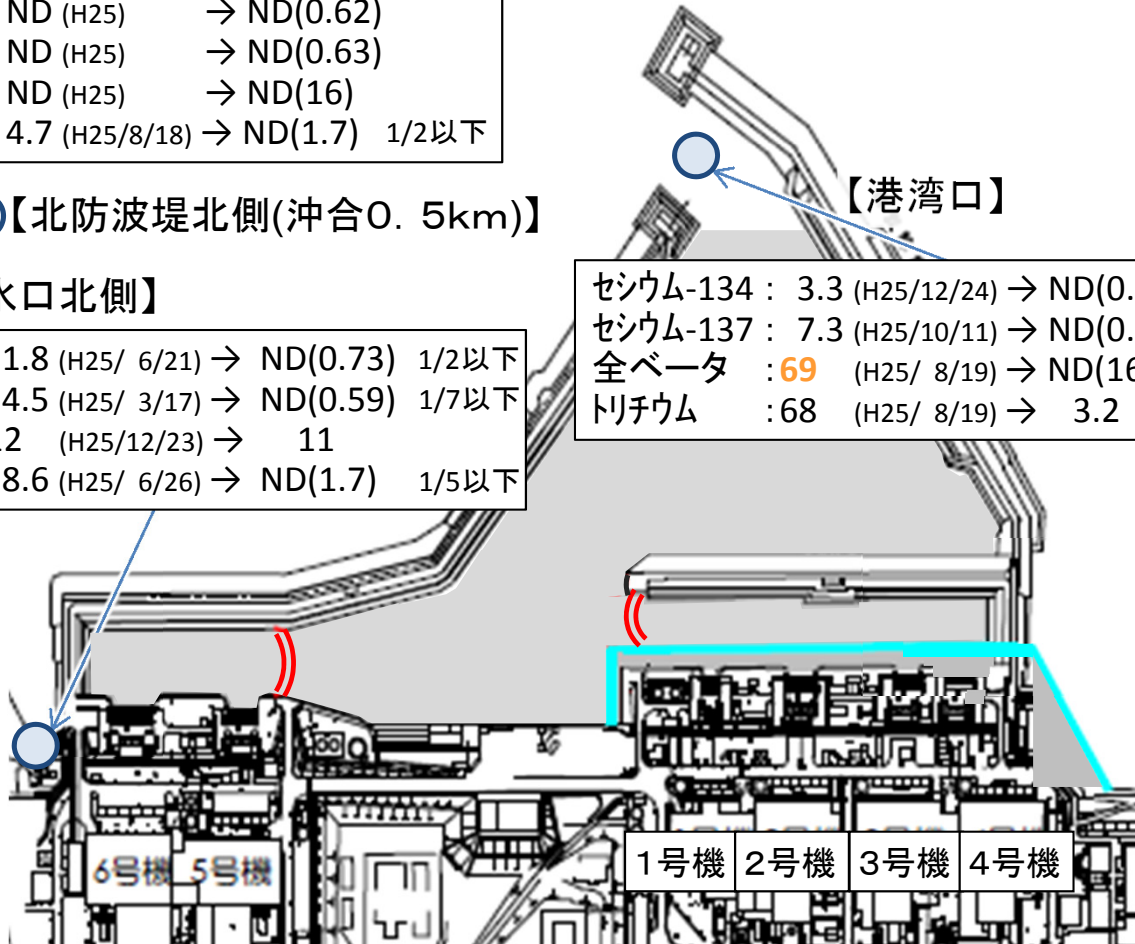 ND (H25) → ND(0.62)
ND (H25) → ND(0.63)
ND (H25) → ND(16)
4.7 (H25/8/18) → ND(1.7) 1/2以下
【北防波堤北側(沖合0. 5km)】
【港湾口】
水口北側】
セシウム-134 : 3.3 (H25/12/24) → ND(0.
セシウム-137 : 7.3 (H25/10/11) → ND(0.
全ベータ :69 (H25/ 8/19) → ND(16
トリチウム :68 (H25/ 8/19) → 3.2
1.8 (H25/ 6/21) → ND(0.73) 1/2以下
4.5 (H25/ 3/17) → ND(0.59) 1/7以下
2 (H25/12/23) → 11
8.6 (H25/ 6/26) → ND(1.7) 1/5以下
6号機 5号機
1号機 2号機 3号機 4号機